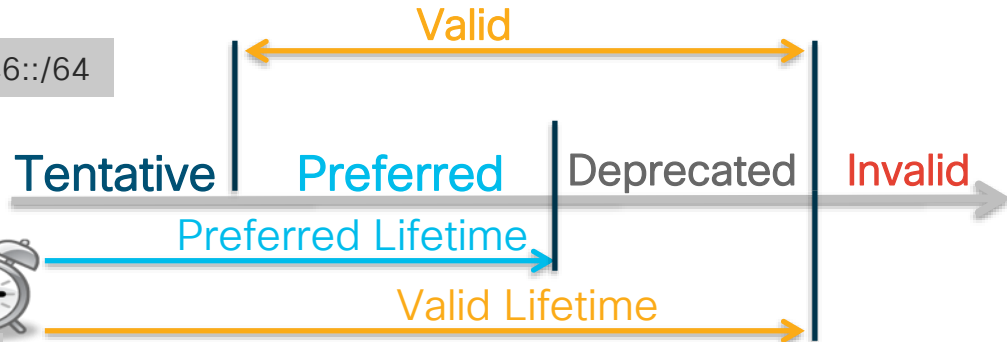 Valid
6::/64
Tentative Preferred Deprecated Invalid
Preferred Lifetime
Valid Lifetime